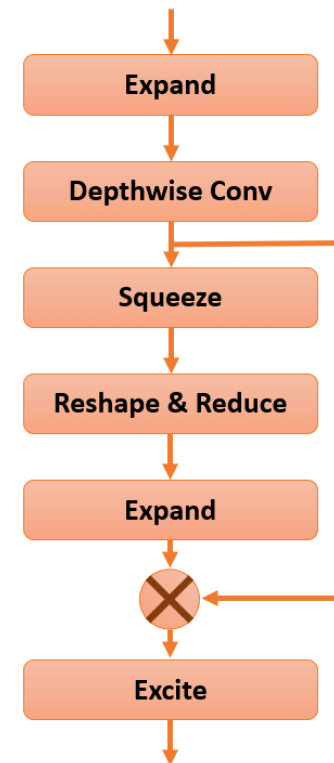 Expand
Depthwise Conv
Squeeze
Reshape & Reduce
Expand
Excite